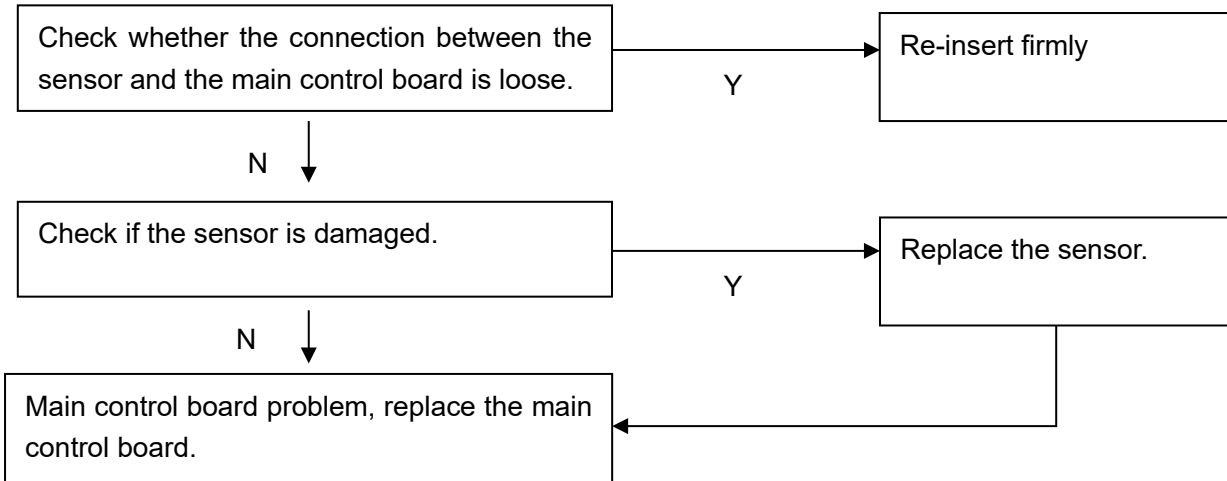 Check whether the connection between the
sensor and the main control board is loose.
Y
Re-insert firmly
N
Check if the sensor is damaged.
Y
Replace the sensor.
N
Main control board problem, replace the main
control board.